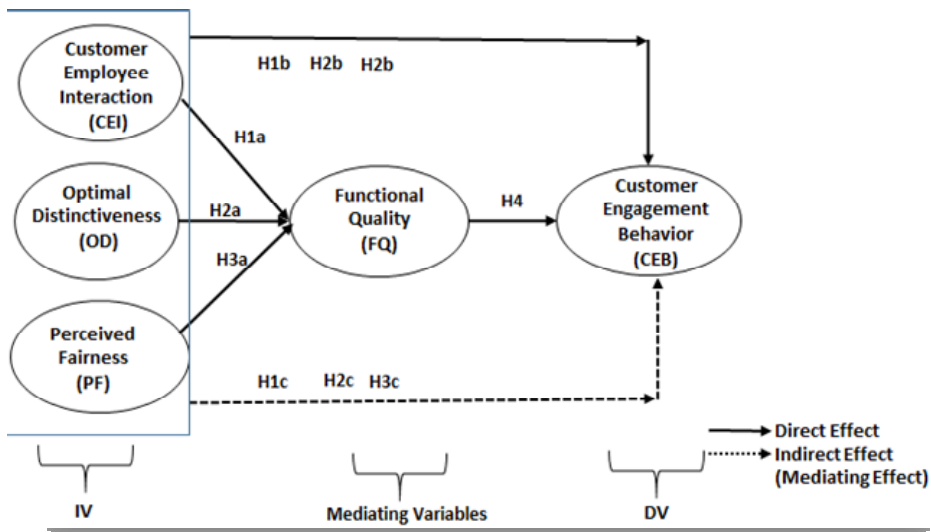 Customer
Employee
Interaction
(CEI)
H1b H2b H2b
H1a
Optimal
Distinctiveness
(OD)
H2a
Functional
Quality
(FQ)
H4
Customer
Engagement
Behavior
(CEB)
H3a
Perceived
Fairness
(PF)
H1c H2c H3c
Direct Effect
Indirect Effect
(Mediating Effect)
IV
Mediating Variables
DV